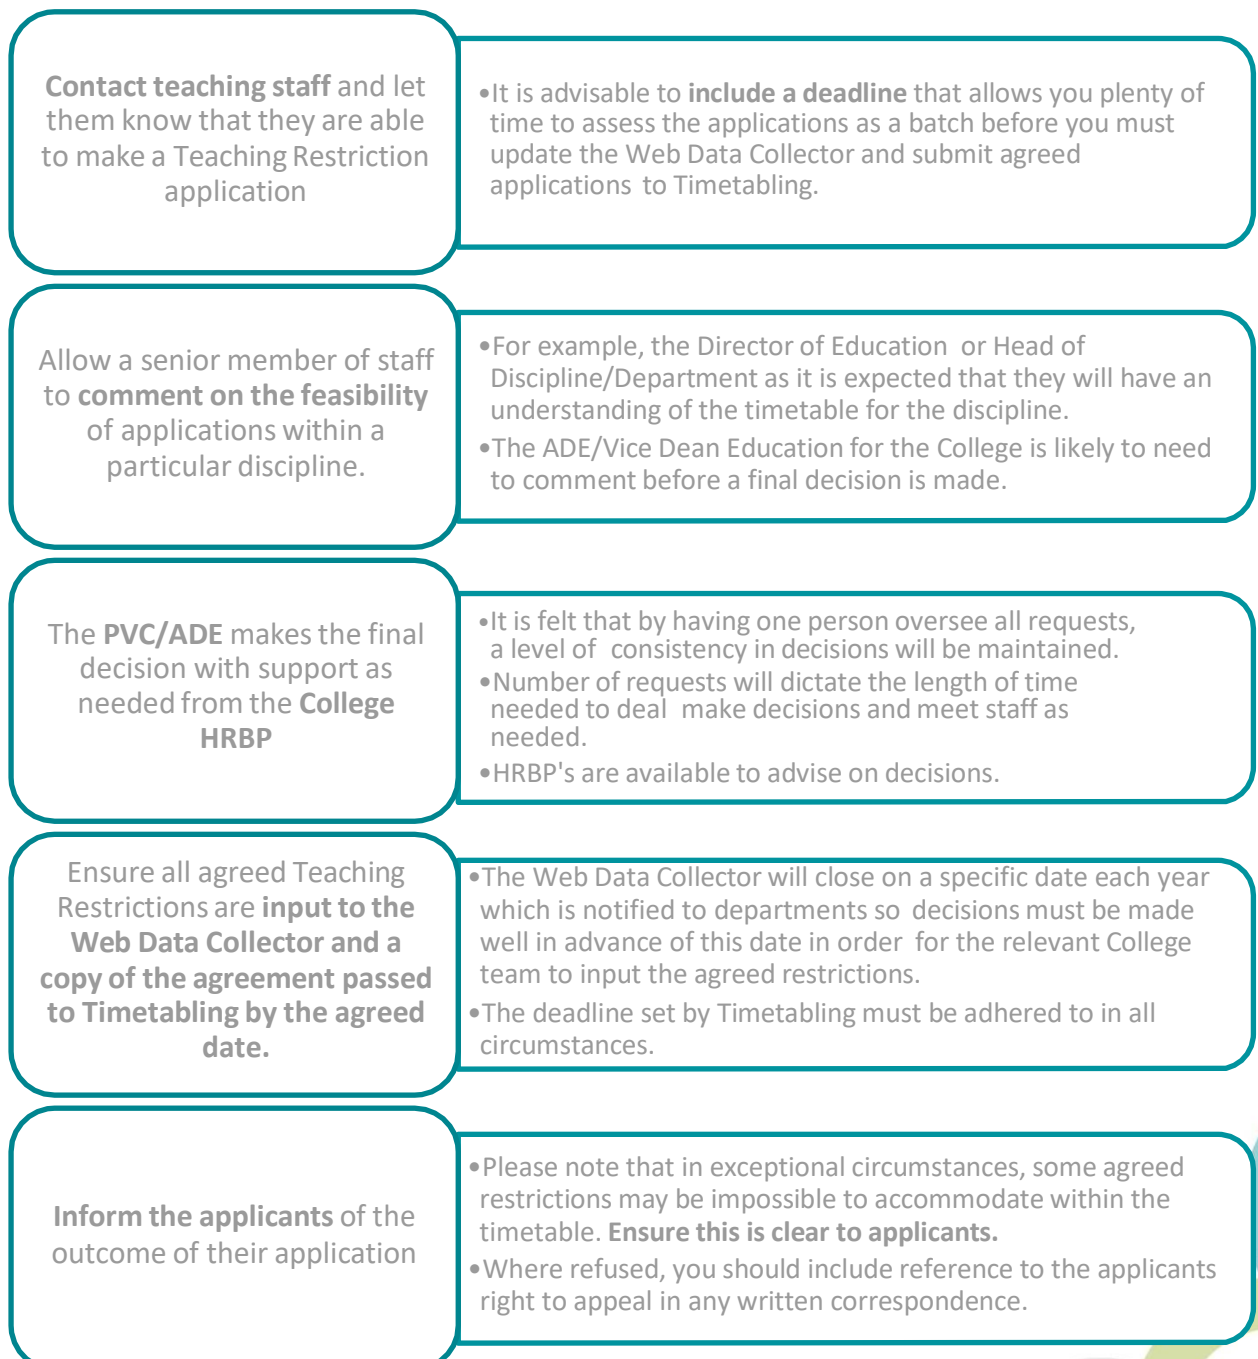 Contact teaching staff and let
them know that they are able
to make a Teaching Restriction
application
•It is advisable to include a deadline that allows you plenty of
time to assess the applications as a batch before you must
update the Web Data Collector and submit agreed
applications to Timetabling.
Allow a senior member of staff
to comment on the feasibility
of applications within a
particular discipline.
•For example, the Director of Education or Head of
Discipline/Department as it is expected that they will have an
understanding of the timetable for the discipline.
•The ADE/Vice Dean Education for the College is likely to need
to comment before a final decision is made.
The PVC/ADE makes the final
decision with support as
needed from the College
HRBP
•It is felt that by having one person oversee all requests,
a level of consistency in decisions will be maintained.
•Number of requests will dictate the length of time
needed to deal make decisions and meet staff as
needed.
•HRBP's are available to advise on decisions.
Ensure all agreed Teaching
Restrictions are input to the
Web Data Collector and a
copy of the agreement passed
to Timetabling by the agreed
date.
•The Web Data Collector will close on a specific date each year
which is notified to departments so decisions must be made
well in advance of this date in order for the relevant College
team to input the agreed restrictions.
•The deadline set by Timetabling must be adhered to in all
circumstances.
Inform the applicants of the
outcome of their application
•Please note that in exceptional circumstances, some agreed
restrictions may be impossible to accommodate within the
timetable. Ensure this is clear to applicants.
•Where refused, you should include reference to the applicants
right to appeal in any written correspondence.